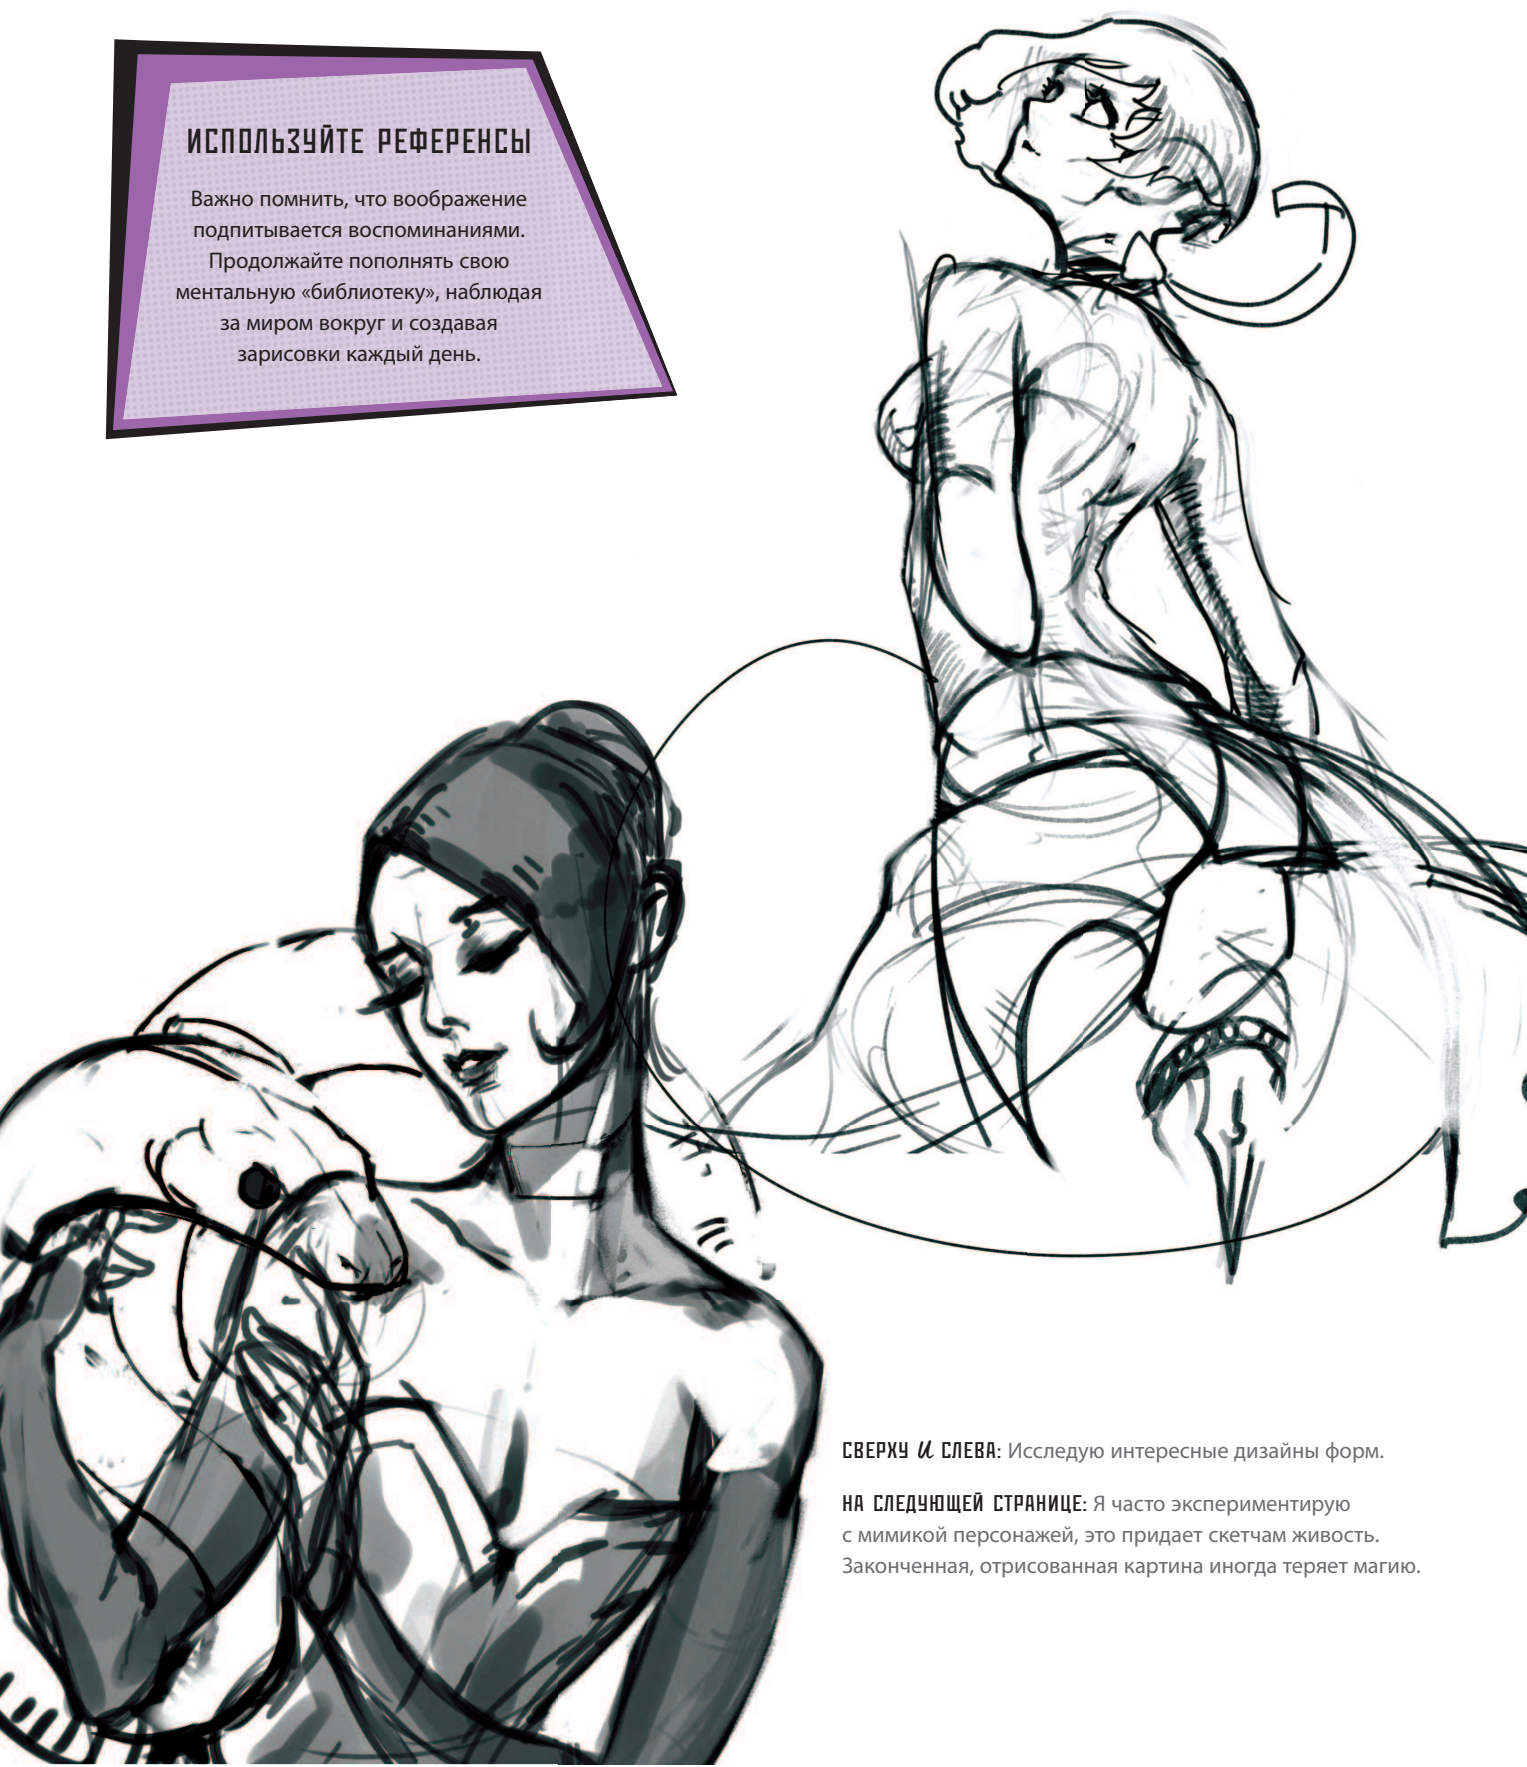 ИСПОЛЬЗУЙТЕ РЕФЕРЕНСЫ
Важно помнить, что воображение
подпитывается воспоминаниями.
Продолжайте пополнять свою
ментальную «библиотеку», наблюдая
за миром вокруг и создавая
зарисовки каждый день.
СВЕРХУ И СЛЕВА: Исследую интересные дизайны форм.
НА СЛЕДУЮЩЕЙ СТРАНИЦЕ: Я часто экспериментирую
с мимикой персонажей, это придает скетчам живость.
Законченная, отрисованная картина иногда теряет магию.